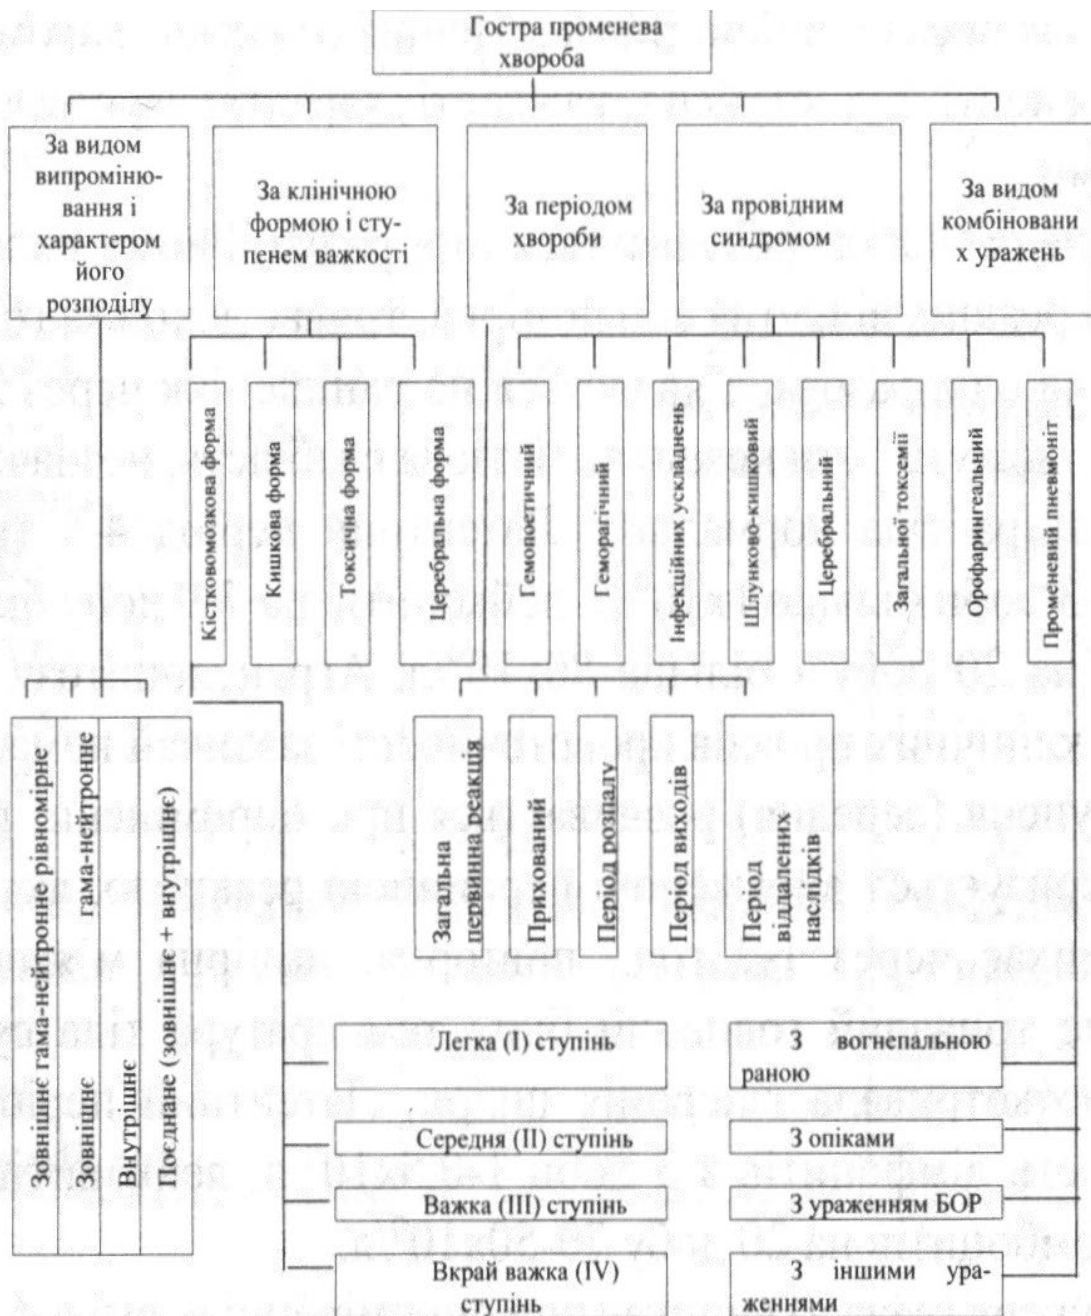 Гостра променева
хвороба
За видом
випроміню-
вання і
характером
його
розподілу
За клінічною
формою і сту-
пенем важкості
За періодом
хвороби
За провідним
синдромом
За видом
комбіновани
х уражень
Кістковомозкова форма
Кишкова форма
Токсична форма
Церебральна форма
Гемопоетичний
Геморагічний
Інфекційних ускладнень
Шлунково-кишковий
Церебральний
Загальної токсемії
Орофарингеальний
Променевий пневмоніт
Зовнішнє гама-нейтронне рівномірне
Зовнішнє гама-нейтронне
Внутрішнє
Поєднане (зовнішнє + внутрішнє)
Загальна
первинна реакція
Прихований
Період розпалу
Період виходів
Період
віддалених
наслідків
Легка (I) ступінь
Середня (II) ступінь
Важка (III) ступінь
Вкрай важка (IV)
ступінь
З вогнепальною
раною
З опіками
З ураженням БОР
З іншими ура-
женнями